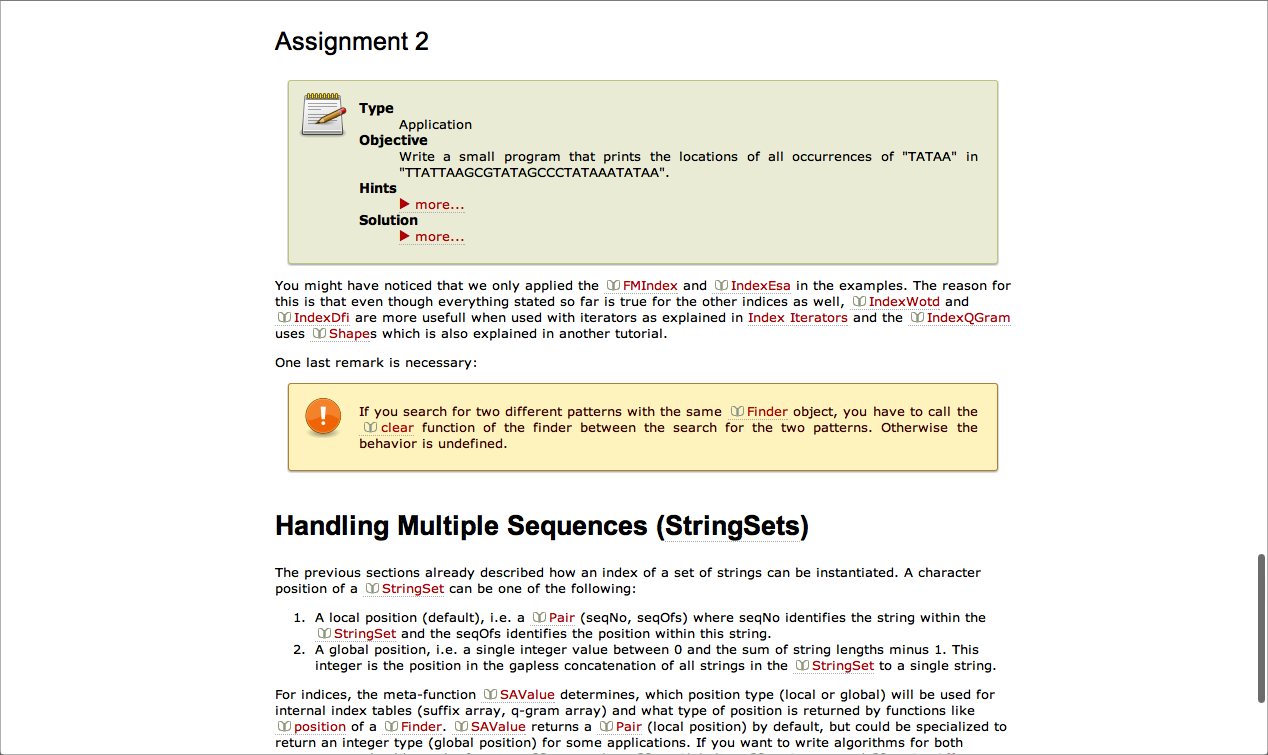 Assignment 2
Type
Application
Objective
Write a small program that prints the locations of all occurrences of "TATAA" in
"TTATTAAGCGTATAGCCCTATAAATATAA".
Hints
more...
Solution
more...
You might have noticed that we only applied the FMIndex and IndexEsa in the examples. The reason for
this is that even though everything stated so far is true for the other indices as well, IndexWotd and
IndexDfi are more usefull when used with iterators as explained in Index Iterators and the IndexQGram
uses Shapes which is also explained in another tutorial.
One last remark is necessary:
If you search for two different patterns with the same Finder object, you have to call the
clear function of the finder between the search for the two patterns. Otherwise the
behavior is undefined.
Handling Multiple Sequences (StringSets)
The previous sections already described how an index of a set of strings can be instantiated. A character
position of a StringSet can be one of the following:
1. A local position (default), i.e. a Pair (seqNo, seqOfs) where seqNo identifies the string within the
StringSet and the seqOfs identifies the position within this string.
2. A global position, i.e. a single integer value between 0 and the sum of string lengths minus 1. This
integer is the position in the gapless concatenation of all strings in the StringSet to a single string.
For indices, the meta-function SAValue determines, which position type (local or global) will be used for
internal index tables (suffix array, q-gram array) and what type of position is returned by functions like
position of a Finder. SAValue returns a Pair (local position) by default, but could be specialized to
return an integer type (global position) for some applications. If you want to write algorithms for both